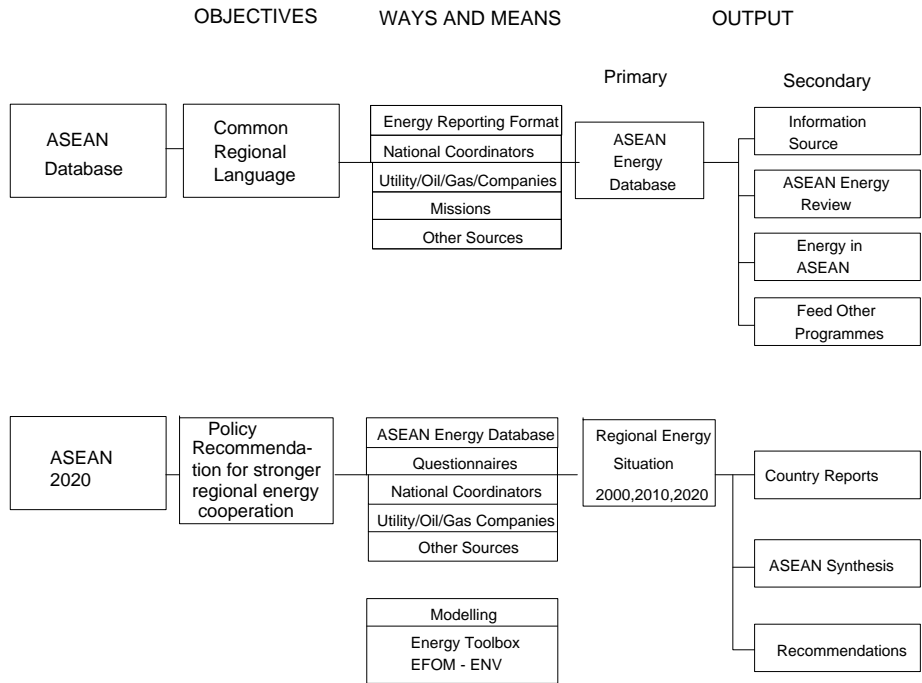 OBJECTIVES
WAYS AND MEANS
OUTPUT
Primary
Secondary
ASEAN
Database
Common
Regional
Language
Energy Reporting Format
National Coordinators
Utility/Oil/Gas/Companies
Missions
Other Sources
ASEAN
Energy
Database
Information
Source
ASEAN Energy
Review
Energy in
ASEAN
Feed Other
Programmes
ASEAN
2020
Policy
Recommenda-
tion for stronger
regional energy
cooperation
ASEAN Energy Database
Questionnaires
National Coordinators
Utility/Oil/Gas Companies
Other Sources
Modelling
Energy Toolbox
EFOM - ENV
Regional Energy
Situation
2000,2010,2020
Country Reports
ASEAN Synthesis
Recommendations